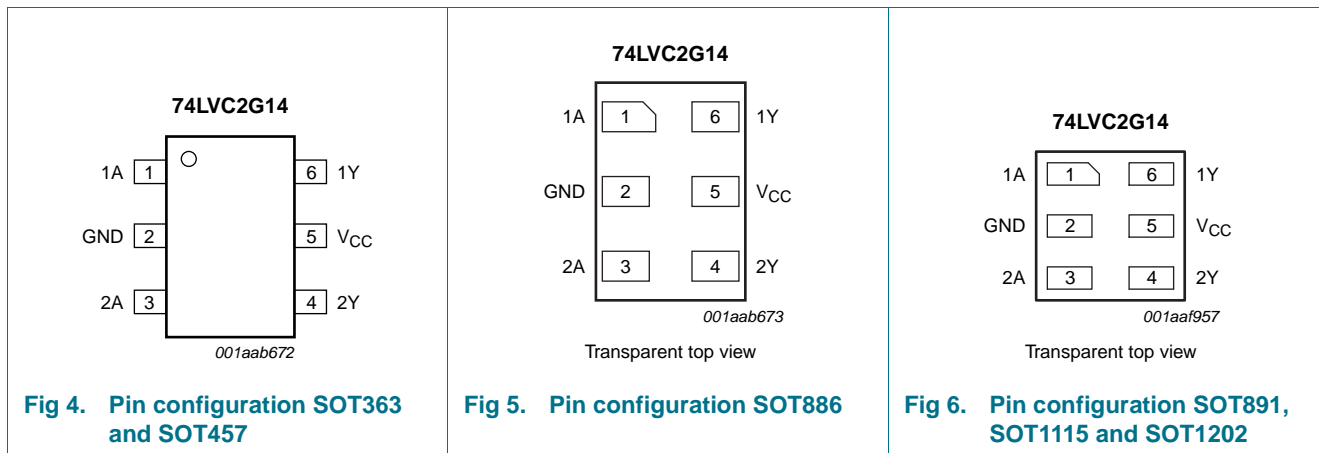 74LVC2G14
1A 1 6 1Y
GND 2 5 VCC
2A 3 4 2Y
001aab672
Fig 4. Pin configuration SOT363
and SOT457
74LVC2G14
1A 1 6 1Y
GND 2 5 VCC
2A 3 4 2Y
001aab673
Transparent top view
Fig 5. Pin configuration SOT886
74LVC2G14
1A 1 6 1Y
GND 2 5 VCC
2A 3 4 2Y
001aaf957
Transparent top view
Fig 6. Pin configuration SOT891,
SOT1115 and SOT1202